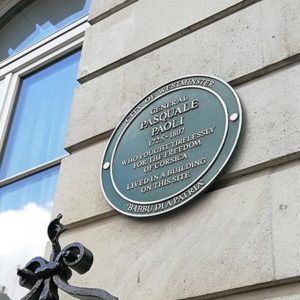 CITY OF WESTMINSTER
GENERAL
PASQUALE
PAOLI
1725-1807
WHO FOUGHT TIRELESSLY
FOR THE FREEDOM
OF CORSICA
LIVED IN A BUILDING
ON THIS SITE
'BABBU DI A PATRIA'